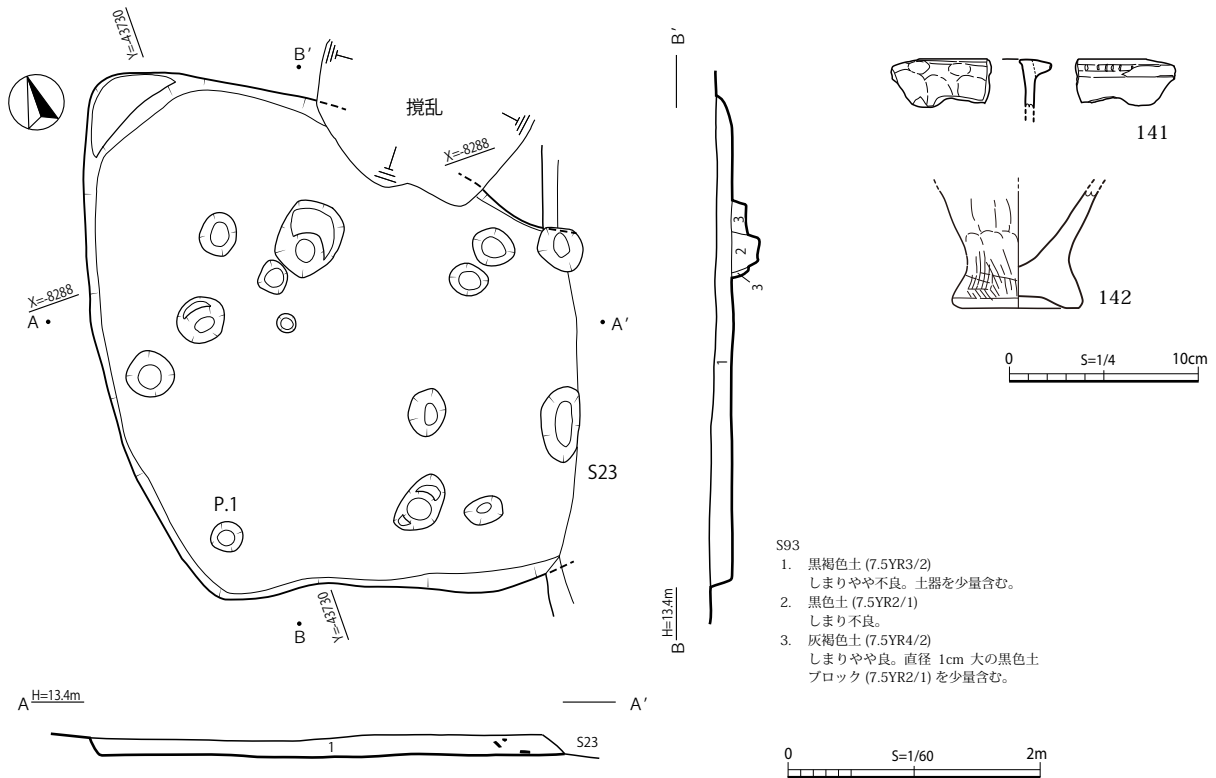 Y=-43730
B′
撹乱
X=-8288
X=-8288
A
A′
S23
P.1
B
Y=-43730
B′
3
2
3
1
H=13.4m
B
141
142
0 S=1/4 10cm
S93
1. 黒褐色土 (7.5YR3/2)
しまりやや不良。土器を少量含む。
2. 黒色土 (7.5YR2/1)
しまり不良。
3. 灰褐色土 (7.5YR4/2)
しまりやや良。直径 1cm 大の黒色土
ブロック (7.5YR2/1) を少量含む。
A H=13.4m A′
1 S23
0 S=1/60 2m